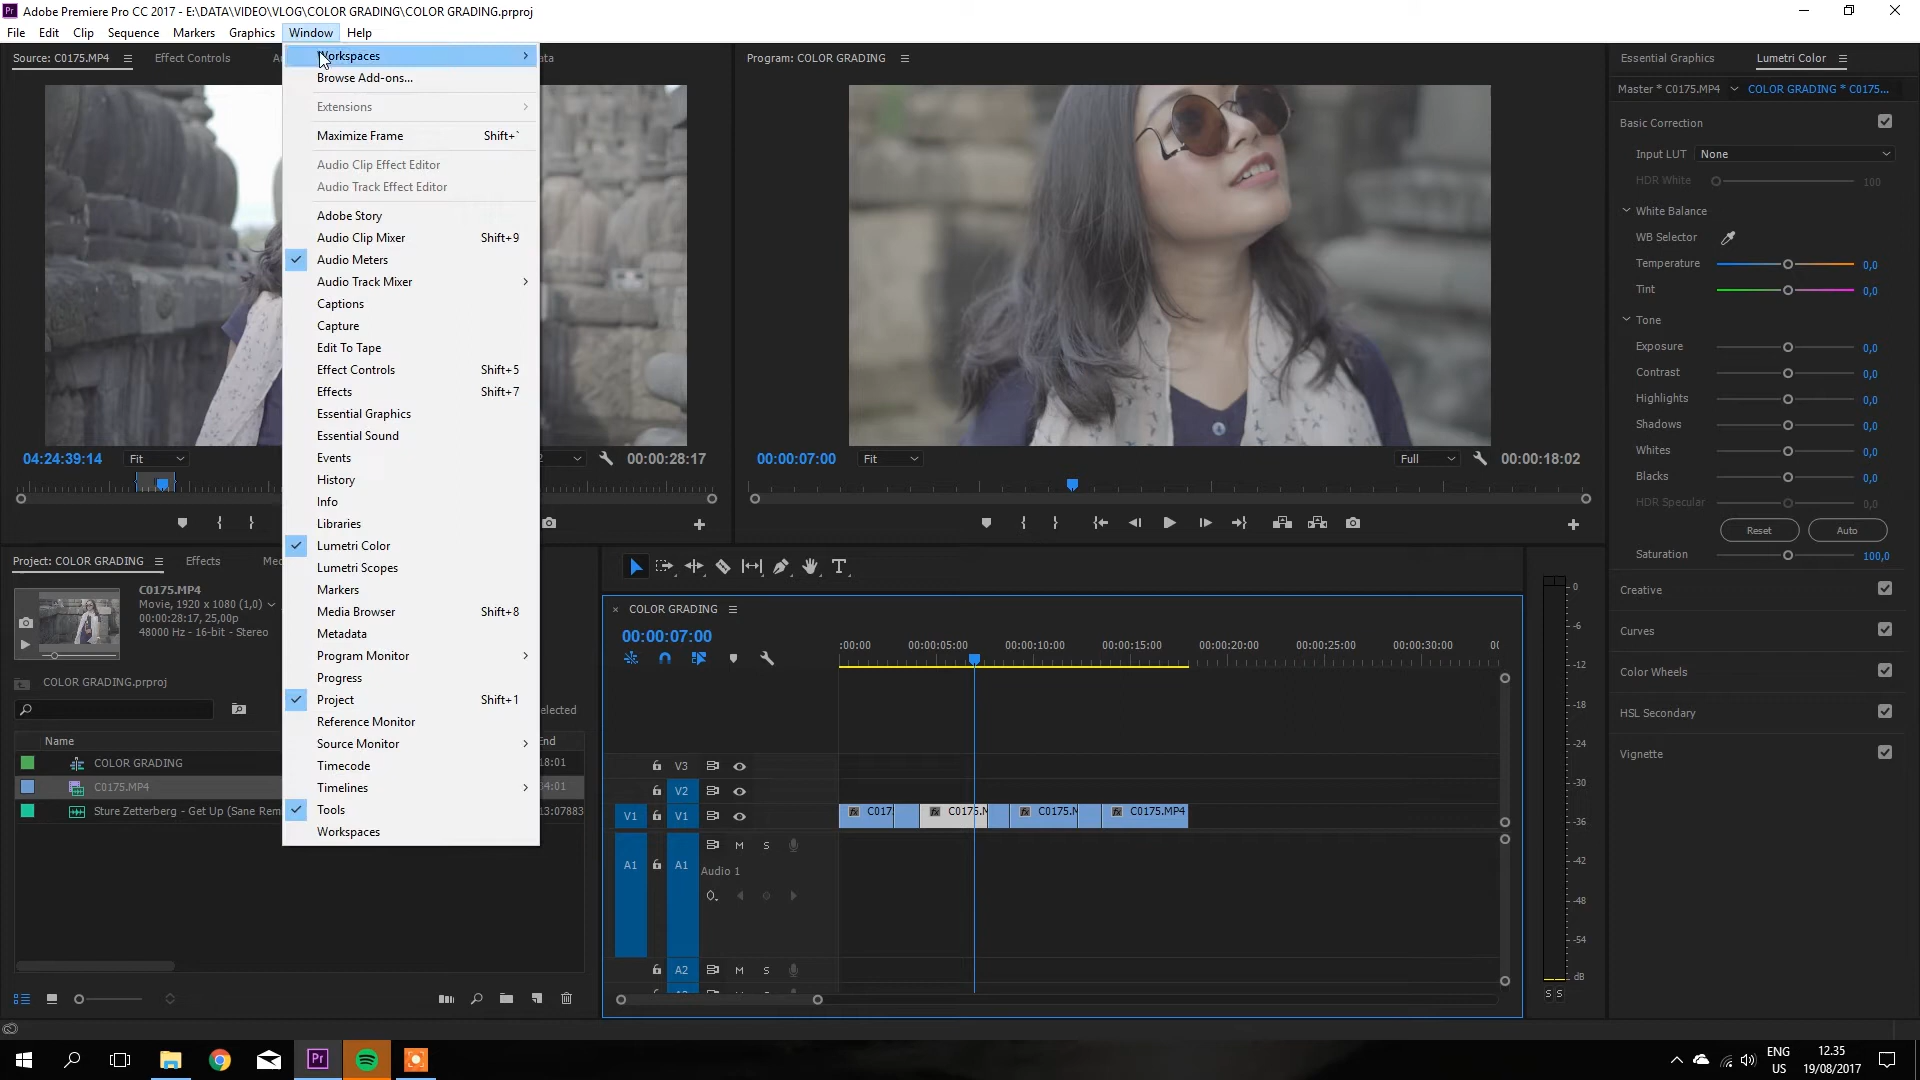 Adobe Premiere Pro CC 2017 - E:\DATA\VIDEO\VLOG\COLOR GRADING\COLOR GRADING.prproj
File Edit Clip Sequence Markers Graphics Window Help
Source: C0175.MP4
Effect Controls
Workspaces
Browse Add-ons...
Extensions
Maximize Frame Shift+`
Audio Clip Effect Editor
Audio Track Effect Editor
Adobe Story
Audio Clip Mixer Shift+9
Audio Meters
Audio Track Mixer
Captions
Capture
Edit To Tape
Effect Controls Shift+5
Effects Shift+7
Essential Graphics
Essential Sound
Events
History
Info
Libraries
Lumetri Color
Lumetri Scopes
Markers
Media Browser Shift+8
Metadata
Program Monitor
Progress
Project Shift+1
Reference Monitor
Source Monitor
Timecode
Timelines
Tools
Workspaces
04:24:39:14 Fit
00:00:28:17
Program: COLOR GRADING
00:00:07:00 Fit Full 00:00:18:02
Essential Graphics Lumetri Color
Master * C0175.MP4 COLOR GRADING * C0175...
Basic Correction
Input LUT None
HDR White 100
White Balance
WB Selector
Temperature 0,0
Tint 0,0
Tone
Exposure 0,0
Contrast 0,0
Highlights 0,0
Shadows 0,0
Whites 0,0
Blacks 0,0
HDR Specular 0,0
Reset Auto
Saturation 100,0
Creative
Curves
Color Wheels
HSL Secondary
Vignette
Project: COLOR GRADING Effects
C0175.MP4
Movie, 1920 x 1080 (1,0)
00:00:28:17, 25,00p
48000 Hz - 16-bit - Stereo
COLOR GRADING.prproj
Name
COLOR GRADING
C0175.MP4
Sture Zetterberg - Get Up (Sane Rem
elected
End
18:01
14:01
13:07883
COLOR GRADING
00:00:07:00
:00:00 00:00:05:00 00:00:10:00 00:00:15:00 00:00:20:00 00:00:25:00 00:00:30:00
V3
V2
V1 V1
C017
C0175.M
C0175.M
C0175.MP4
M S
A1 A1
Audio 1
A2 M S
0
-6
-12
-18
-24
-30
-36
-42
-48
-54
dB
S S
ENG
US
12.35
19/08/2017